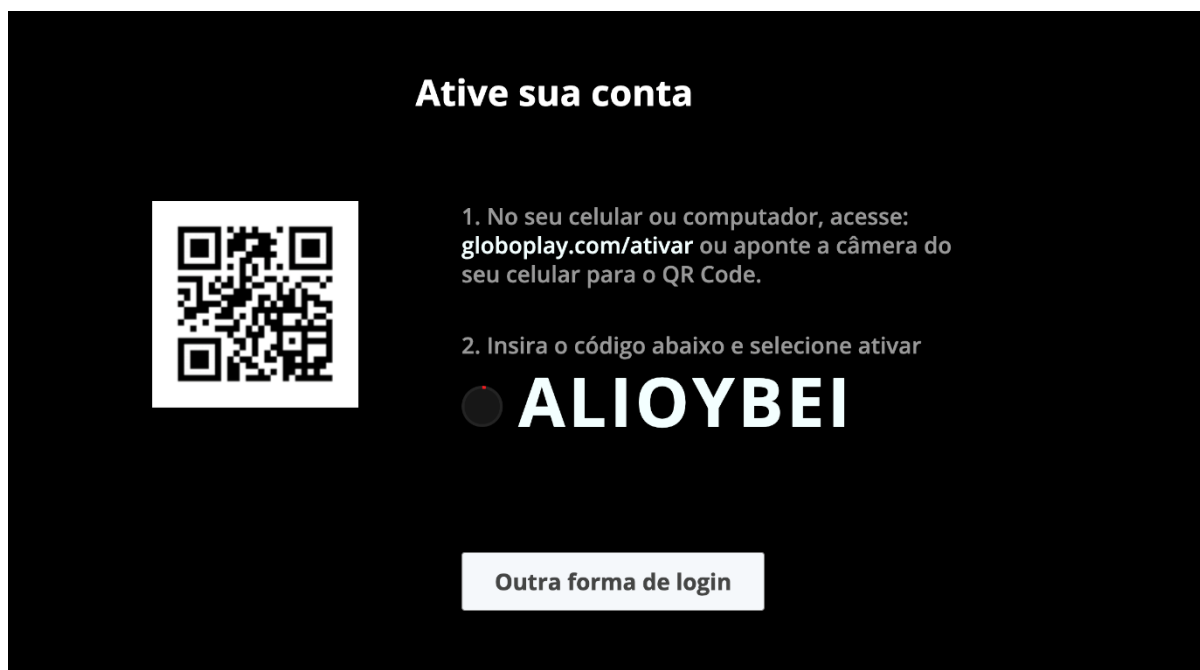 Ative sua conta
1. No seu celular ou computador, acesse:
globoplay.com/ativar ou aponte a câmera do
seu celular para o QR Code.
2. Insira o código abaixo e selecione ativar
ALIOYBEI
Outra forma de login